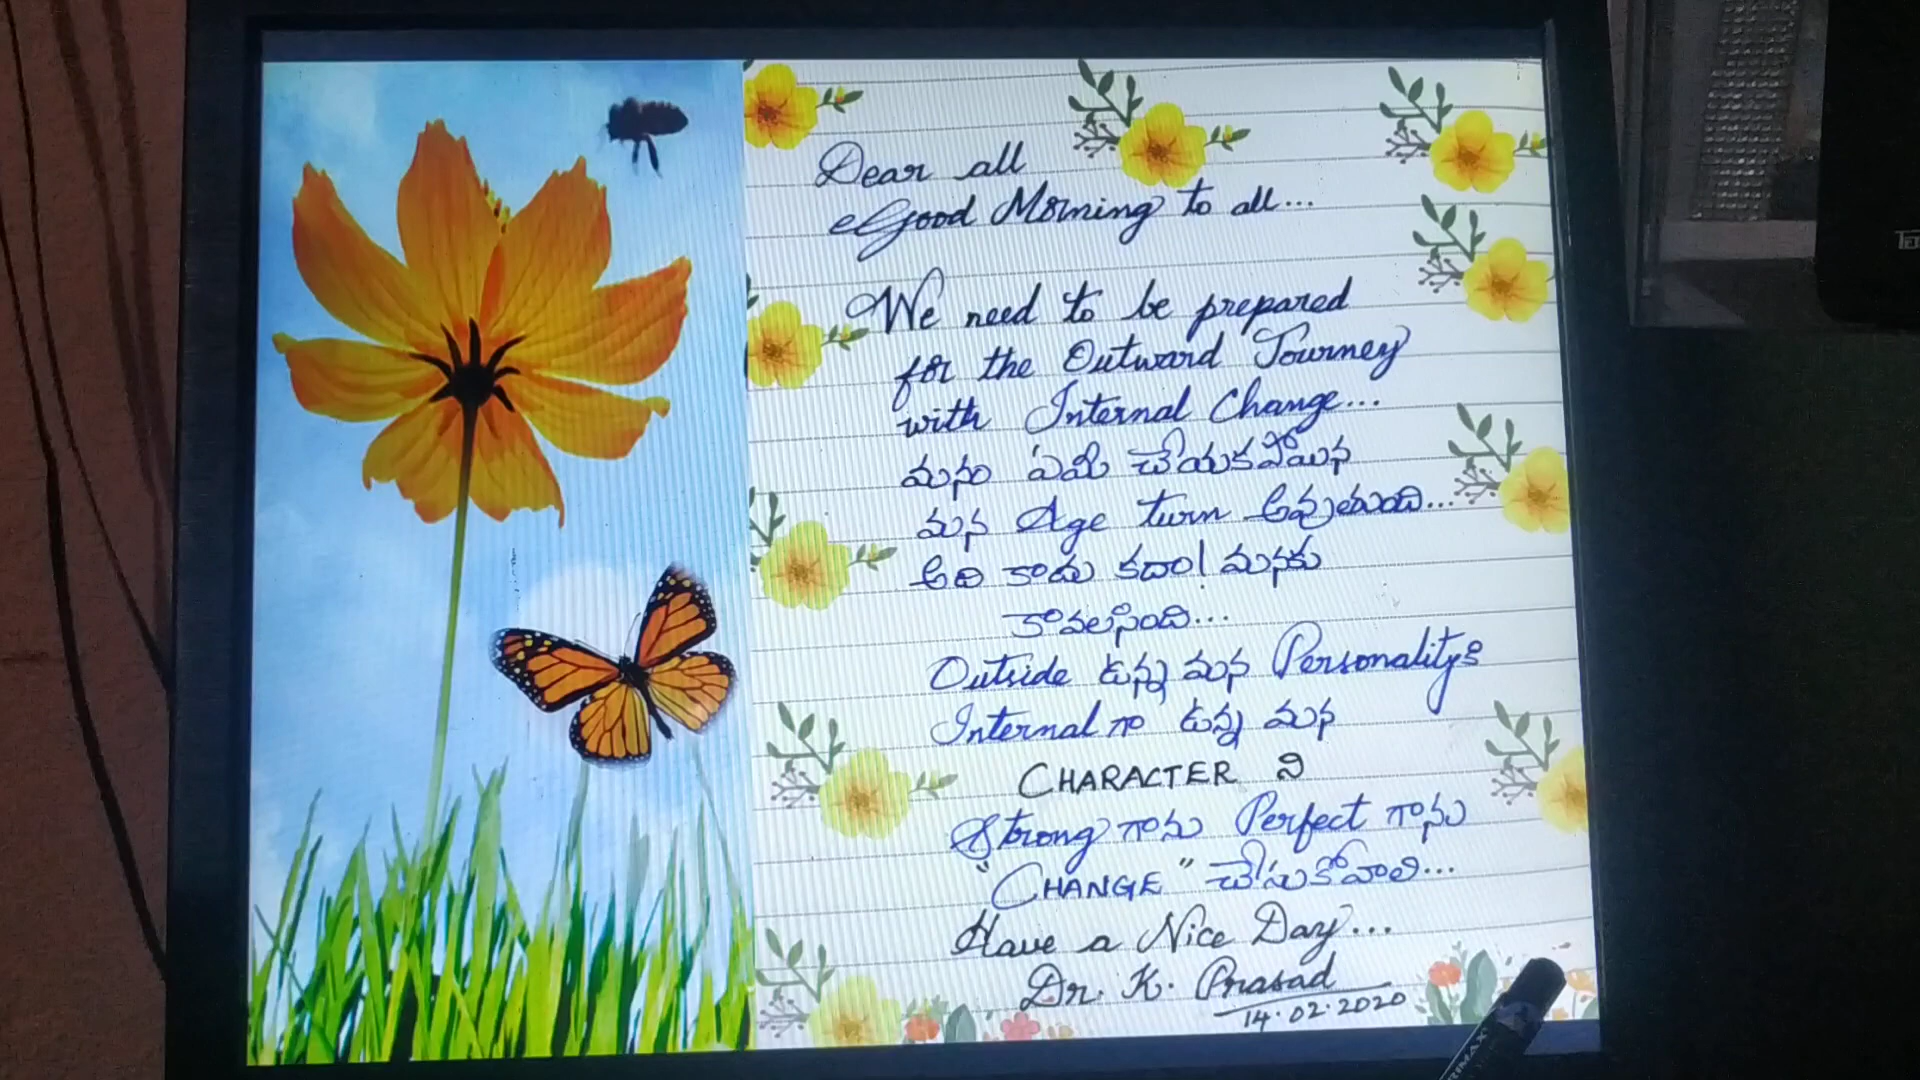 Dear all
Good Morning to all...
We need to be prepared
for the Outward Journey
with Internal Change...
మనం ఏమి చేయకపోయిన
మన Age turn అవుతుంది...
అది కాదు కదా! మనకు
కావలసింది...
Outside ఉన్న మన Personalityకి
Internal గా ఉన్న మన
CHARACTER ని
Strong గాను Perfect గాను
"CHANGE" చేసుకోవాలి...
Have a Nice Day...
Dr. K. Prasad
14.02.2020